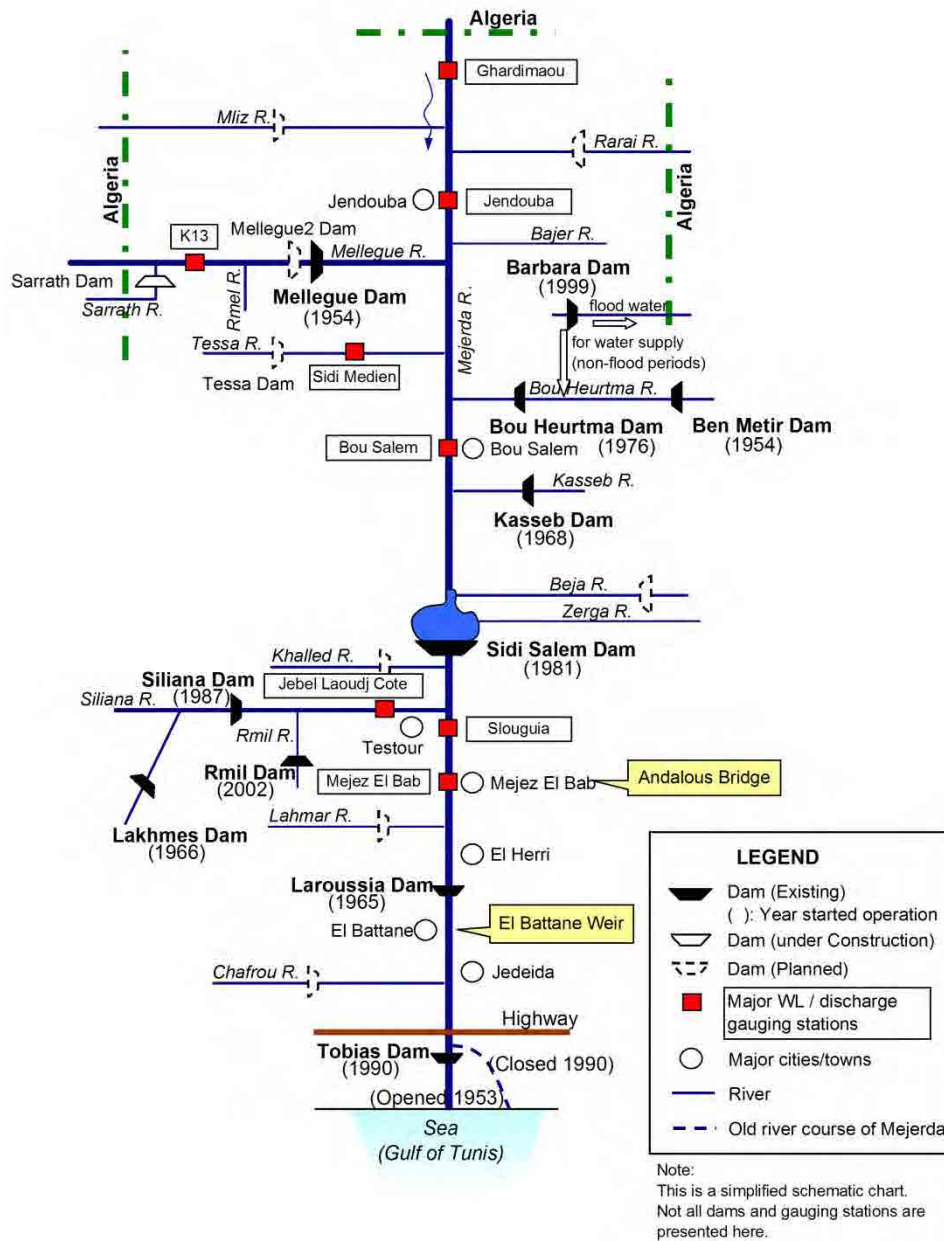 Algeria
Ghardimaou
Mliz R.
Rarai R.
Algeria
Algeria
Jendouba
Jendouba
K13
Mellegue2 Dam
Mellegue R.
Bajer R.
Sarrath Dam
Sarrath R.
Rmel R.
Mellegue Dam
(1954)
Mejerda R.
Barbara Dam
(1999)
flood water
for water supply
(non-flood periods)
Tessa R.
Tessa Dam
Sidi Medien
Bou Heurtma R.
Bou Heurtma Dam
(1976)
Ben Metir Dam
(1954)
Bou Salem
Bou Salem
Kasseb R.
Kasseb Dam
(1968)
Beja R.
Zerga R.
Sidi Salem Dam
(1981)
Khalled R.
Jebel Laoudj Cote
Siliana Dam
(1987)
Siliana R.
Rmil R.
Testour
Slouguia
Rmil Dam
(2002)
Mejez El Bab
Mejez El Bab
Andalous Bridge
Lakhmes Dam
(1966)
Lahmar R.
El Herri
Laroussia Dam
(1965)
El Battane
El Battane Weir
Chafrou R.
Jedeida
Highway
Tobias Dam
(1990)
(Closed 1990)
(Opened 1953)
Sea
(Gulf of Tunis)
LEGEND
Dam (Existing)
( ): Year started operation
Dam (under Construction)
Dam (Planned)
Major WL / discharge
gauging stations
Major cities/towns
River
Old river course of Mejerda
Note:
This is a simplified schematic chart.
Not all dams and gauging stations are
presented here.